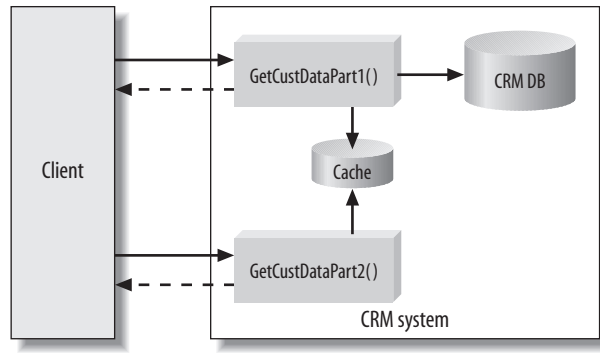 GetCustDataPart1()
CRM DB
Client
Cache
GetCustDataPart2()
CRM system